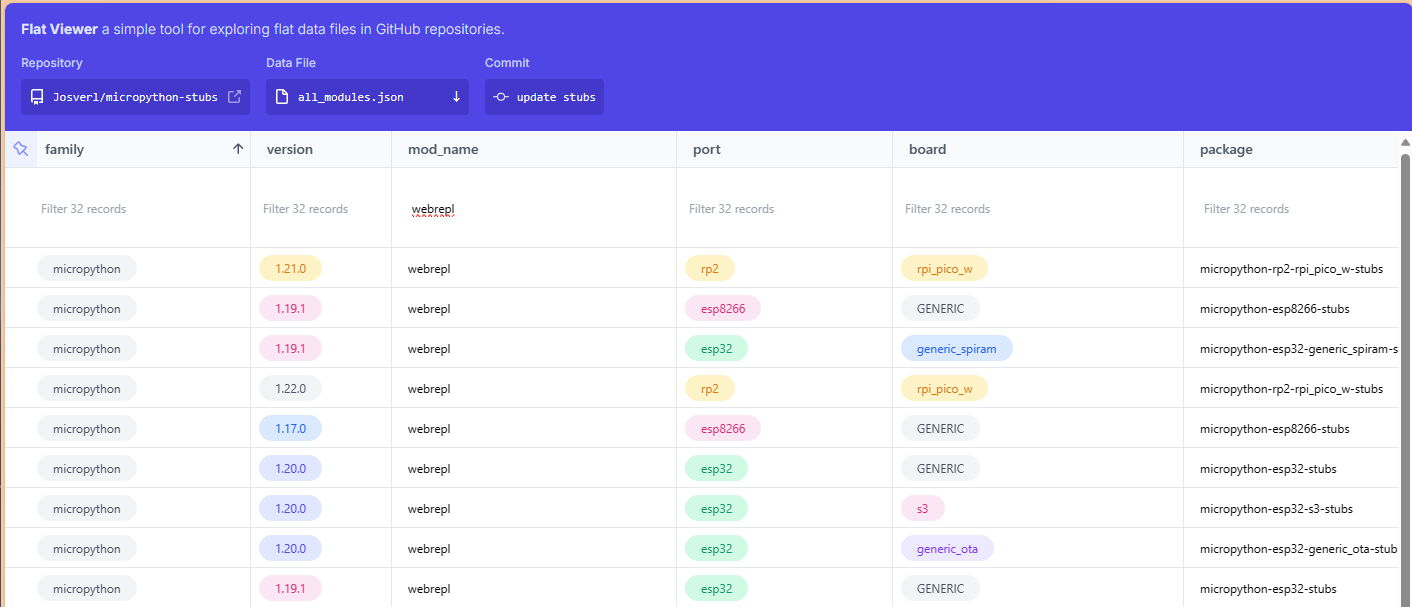 Flat Viewer a simple tool for exploring flat data files in GitHub repositories.
Repository Data File Commit
Josverl/micropython-stubs all_modules.json update stubs
family version mod_name port board package
Filter 32 records Filter 32 records webrepl Filter 32 records Filter 32 records Filter 32 records
micropython 1.21.0 webrepl rp2 rpi_pico_w micropython-rp2-rpi_pico_w-stubs
micropython 1.19.1 webrepl esp8266 GENERIC micropython-esp8266-stubs
micropython 1.19.1 webrepl esp32 generic_spiram micropython-esp32-generic_spiram-s
micropython 1.22.0 webrepl rp2 rpi_pico_w micropython-rp2-rpi_pico_w-stubs
micropython 1.17.0 webrepl esp8266 GENERIC micropython-esp8266-stubs
micropython 1.20.0 webrepl esp32 GENERIC micropython-esp32-stubs
micropython 1.20.0 webrepl esp32 s3 micropython-esp32-s3-stubs
micropython 1.20.0 webrepl esp32 generic_ota micropython-esp32-generic_ota-stub
micropython 1.19.1 webrepl esp32 GENERIC micropython-esp32-stubs